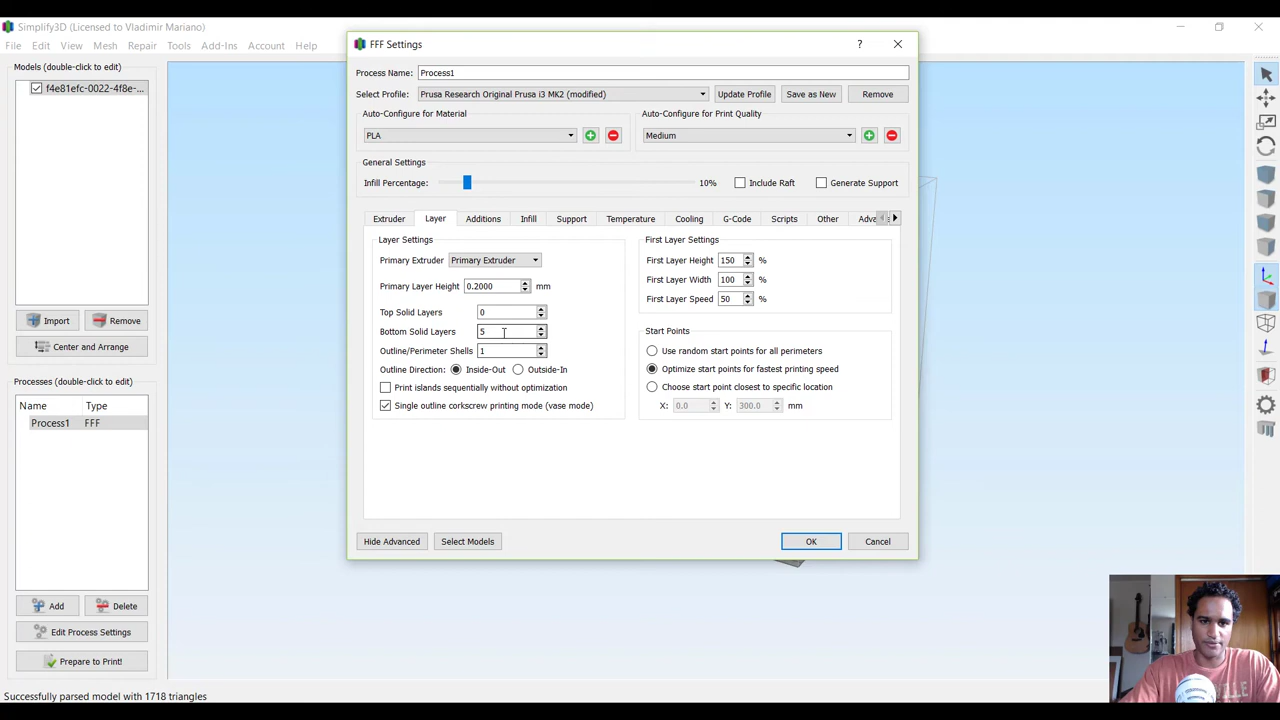 Simplify3D (Licensed to Vladimir Mariano)
File Edit View Mesh Repair Tools Add-Ins Account Help
Models (double-click to edit)
f4e81efc-0022-4f8e-...
Import Remove
Center and Arrange
Processes (double-click to edit)
Name Type
Process1 FFF
Add Delete
Edit Process Settings
Prepare to Print!
Successfully parsed model with 1718 triangles
FFF Settings ?
Process Name: Process1
Select Profile: Prusa Research Original Prusa i3 MK2 (modified) Update Profile Save as New Remove
Auto-Configure for Material Auto-Configure for Print Quality
PLA Medium
General Settings
Infill Percentage: 10% Include Raft Generate Support
Extruder Layer Additions Infill Support Temperature Cooling G-Code Scripts Other
Layer Settings
Primary Extruder Primary Extruder
Primary Layer Height 0.2000 mm
Top Solid Layers 0
Bottom Solid Layers 5
Outline/Perimeter Shells 1
Outline Direction: Inside-Out Outside-In
Print islands sequentially without optimization
Single outline corkscrew printing mode (vase mode)
First Layer Settings
First Layer Height 150 %
First Layer Width 100 %
First Layer Speed 50 %
Start Points
Use random start points for all perimeters
Optimize start points for fastest printing speed
Choose start point closest to specific location
X: 0.0 Y: 300.0 mm
Hide Advanced Select Models OK Cancel